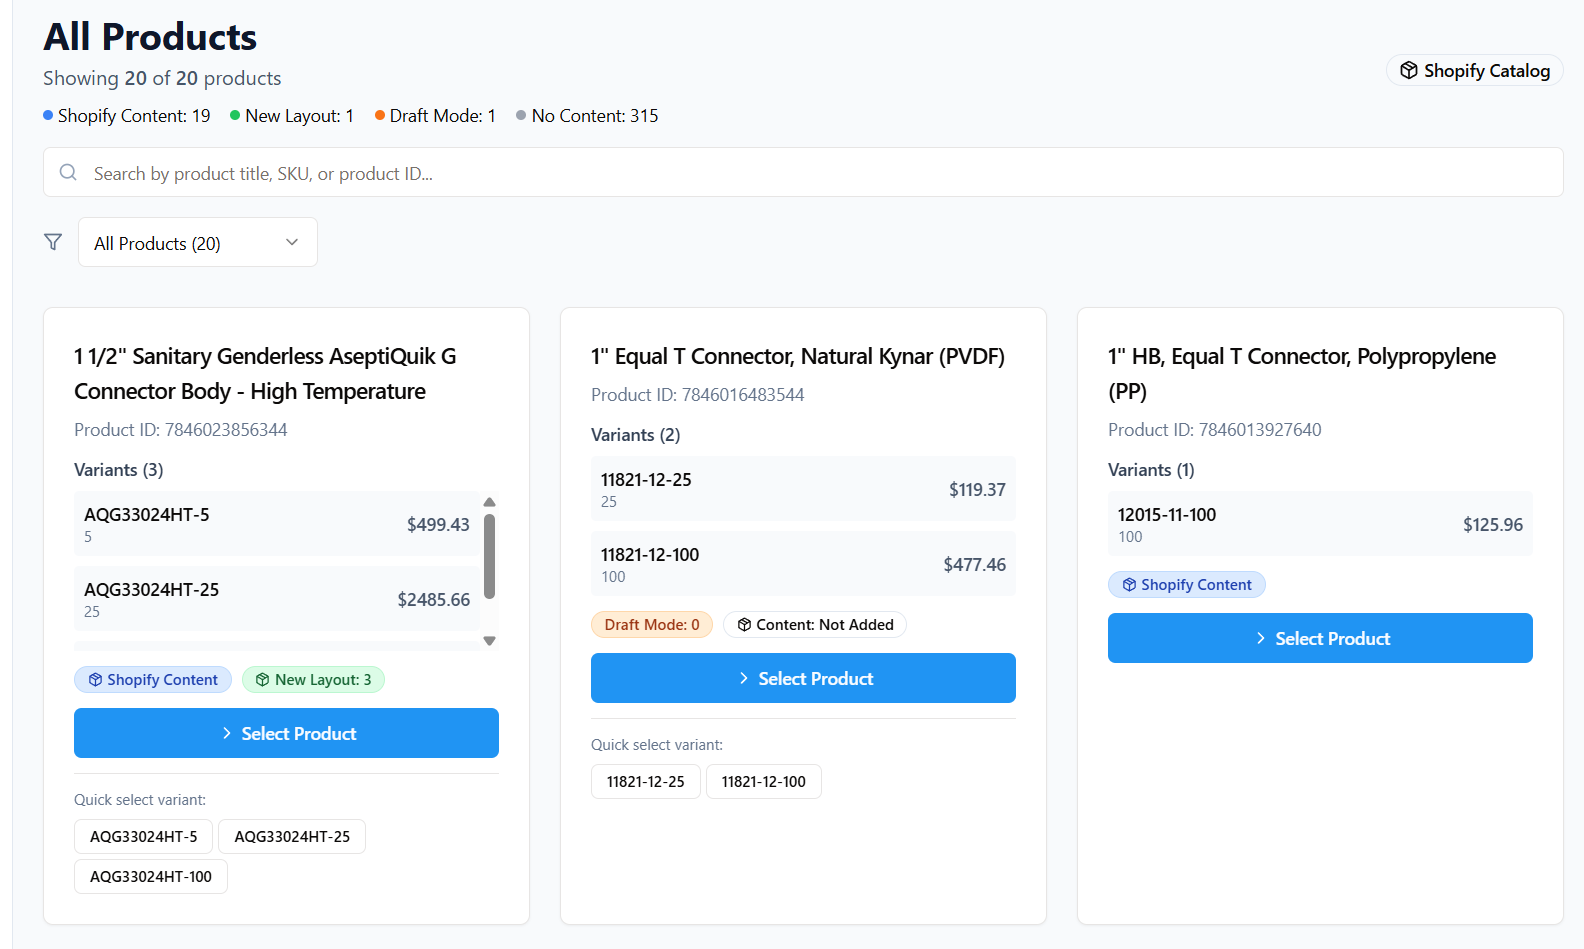 All Products
Showing 20 of 20 products
Shopify Catalog
Shopify Content: 19 New Layout: 1 Draft Mode: 1 No Content: 315
Search by product title, SKU, or product ID...
All Products (20)
1 1/2" Sanitary Genderless AseptiQuik G
Connector Body - High Temperature
Product ID: 7846023856344
Variants (3)
AQG33024HT-5
5
$499.43
AQG33024HT-25
25
$2485.66
Shopify Content
New Layout: 3
Select Product
Quick select variant:
AQG33024HT-5
AQG33024HT-25
AQG33024HT-100
1" Equal T Connector, Natural Kynar (PVDF)
Product ID: 7846016483544
Variants (2)
11821-12-25
25
$119.37
11821-12-100
100
$477.46
Draft Mode: 0
Content: Not Added
Select Product
Quick select variant:
11821-12-25
11821-12-100
1" HB, Equal T Connector, Polypropylene
(PP)
Product ID: 7846013927640
Variants (1)
12015-11-100
100
$125.96
Shopify Content
Select Product